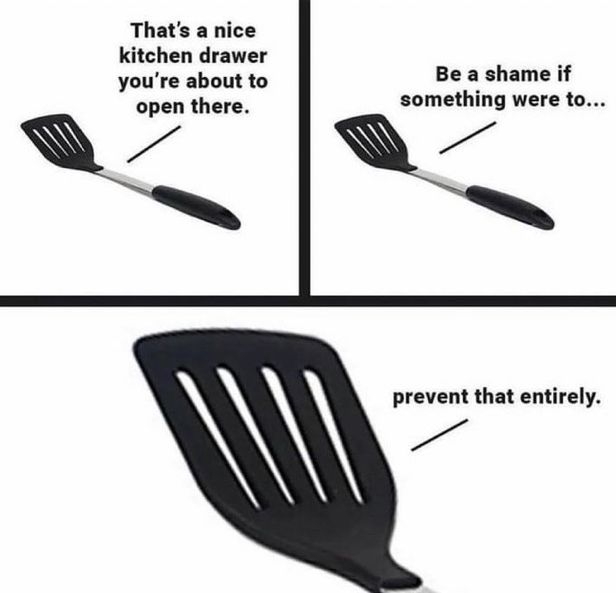 That's a nice
kitchen drawer
you're about to
open there.
Be a shame if
something were to...
prevent that entirely.